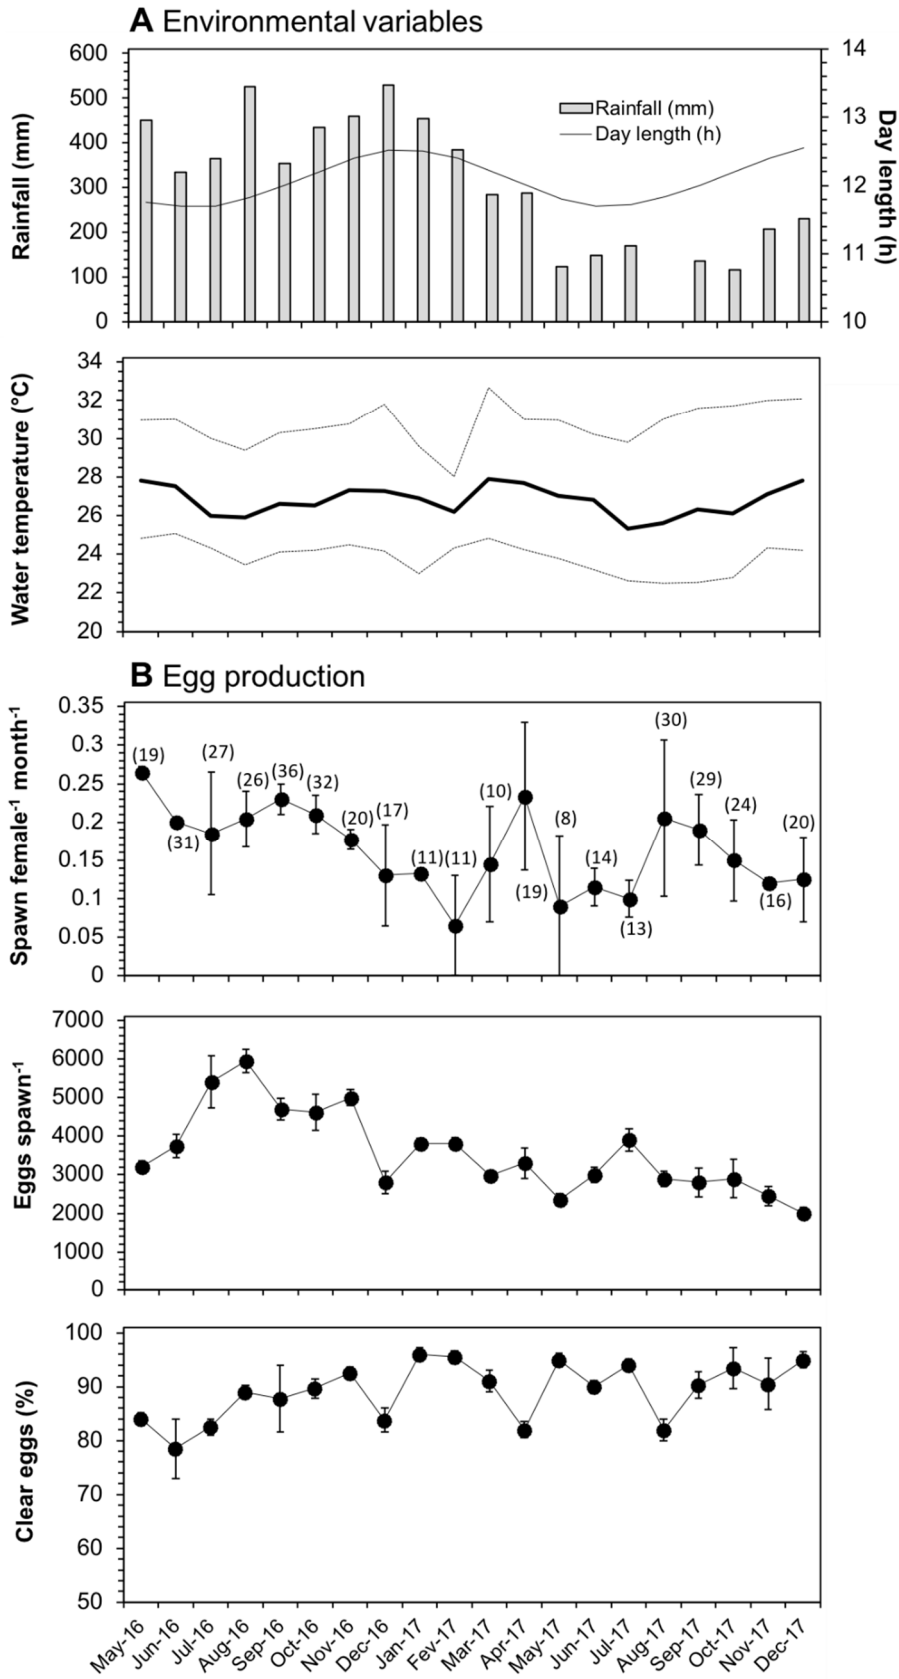 A Environmental variables
600
500
400
300
200
100
0
Rainfall (mm)
14
13
12
11
10
Day length (h)
Rainfall (mm)
Day length (h)
34
32
30
28
26
24
22
20
Water temperature (°C)
B Egg production
0.35
0.3
0.25
0.2
0.15
0.1
0.05
0
Spawn female⁻¹ month⁻¹
(19)
(31)
(27)
(26)
(36)
(32)
(20)
(17)
(11)
(11)
(10)
(19)
(8)
(14)
(13)
(30)
(29)
(24)
(16)
(20)
7000
6000
5000
4000
3000
2000
1000
0
Eggs spawn⁻¹
100
90
80
70
60
50
Clear eggs (%)
May-16
Jun-16
Jul-16
Aug-16
Sep-16
Oct-16
Nov-16
Dec-16
Jan-17
Fev-17
Mar-17
Apr-17
May-17
Jun-17
Jul-17
Aug-17
Sep-17
Oct-17
Nov-17
Dec-17